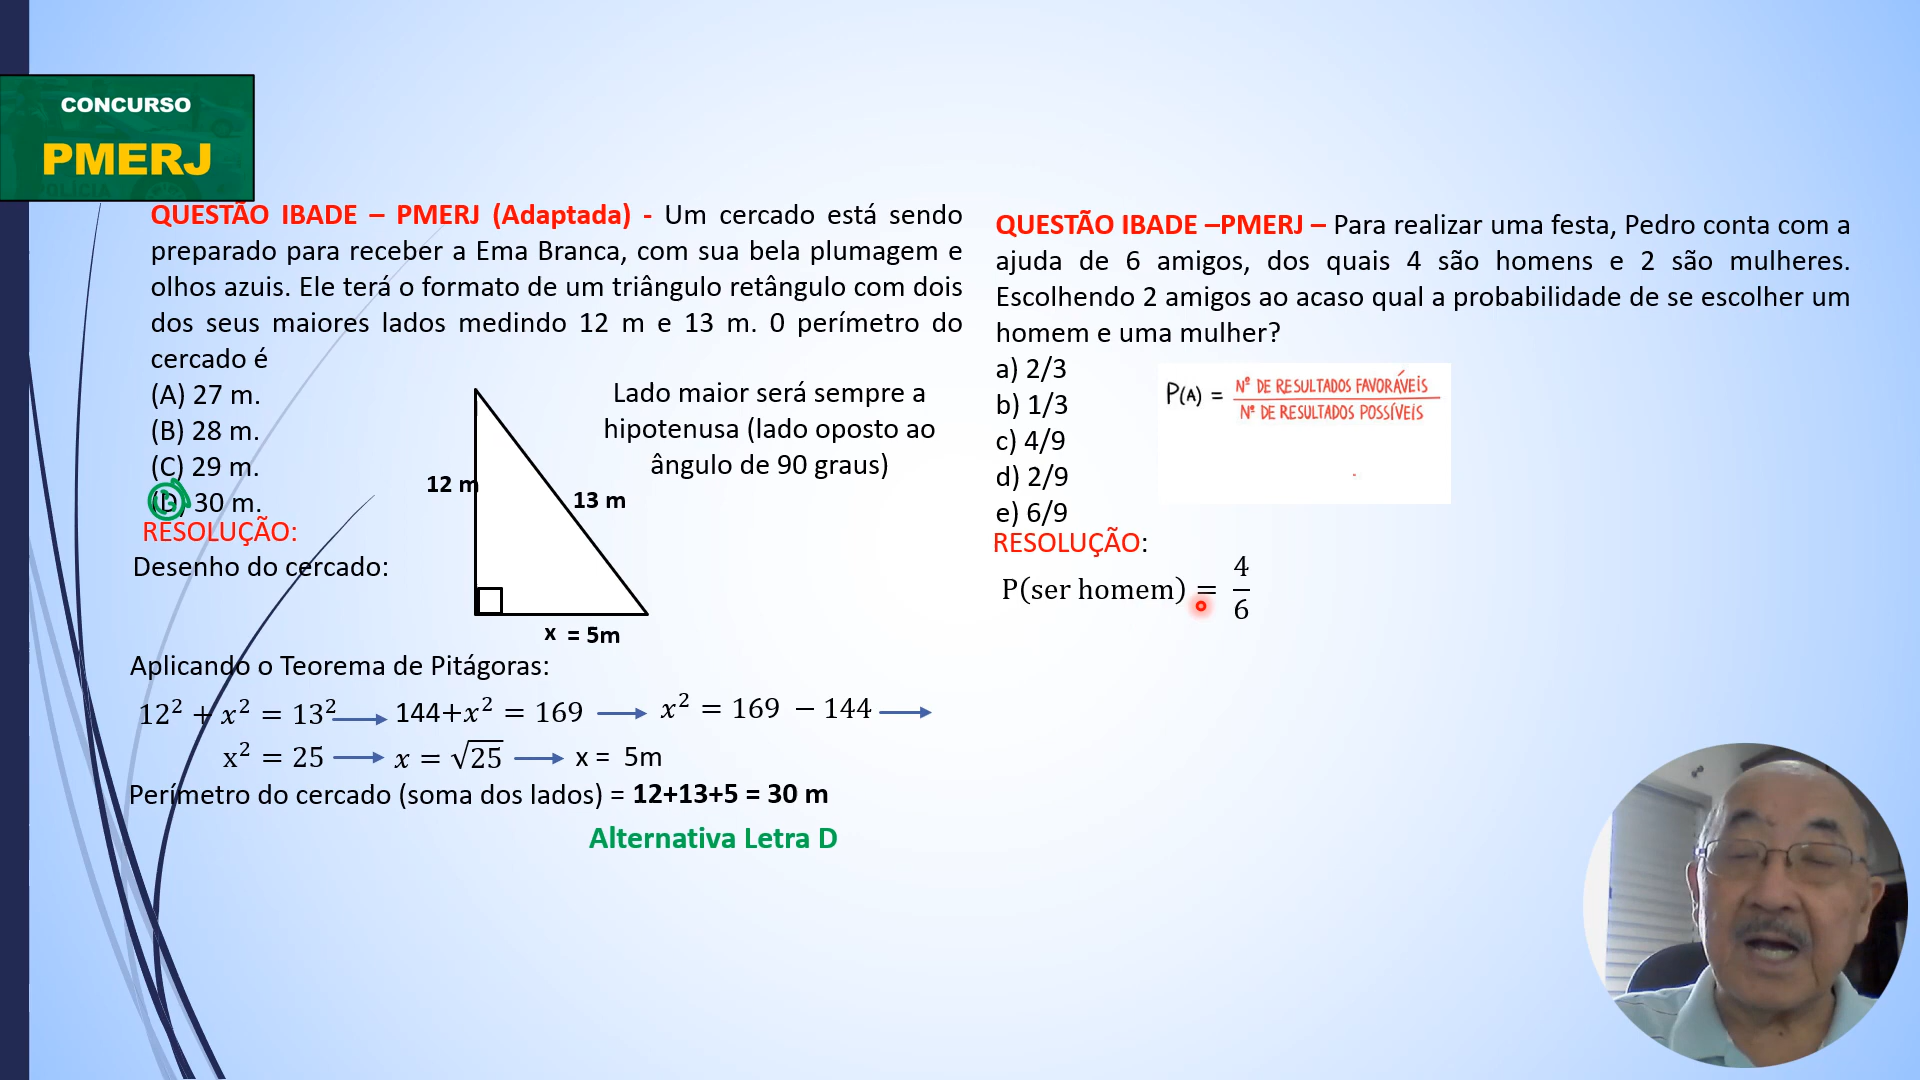 CONCURSO
PMERJ
POLÍCIA
QUESTÃO IBADE – PMERJ (Adaptada) - Um cercado está sendo
preparado para receber a Ema Branca, com sua bela plumagem e
olhos azuis. Ele terá o formato de um triângulo retângulo com dois
dos seus maiores lados medindo 12 m e 13 m. 0 perímetro do
cercado é
(A) 27 m.
(B) 28 m.
(C) 29 m.
(D) 30 m.
RESOLUÇÃO:
Desenho do cercado:
12 m
13 m
x = 5m
Lado maior será sempre a
hipotenusa (lado oposto ao
ângulo de 90 graus)
Aplicando o Teorema de Pitágoras:
12² + x² = 13² → 144+x² = 169 → x² = 169 − 144 →
x² = 25 → x = √25 → x = 5m
Perímetro do cercado (soma dos lados) = 12+13+5 = 30 m
Alternativa Letra D
QUESTÃO IBADE –PMERJ – Para realizar uma festa, Pedro conta com a
ajuda de 6 amigos, dos quais 4 são homens e 2 são mulheres.
Escolhendo 2 amigos ao acaso qual a probabilidade de se escolher um
homem e uma mulher?
a) 2/3
b) 1/3
c) 4/9
d) 2/9
e) 6/9
P(A) = Nº DE RESULTADOS FAVORÁVEIS
Nº DE RESULTADOS POSSÍVEIS
RESOLUÇÃO:
P(ser homem) = 4/6